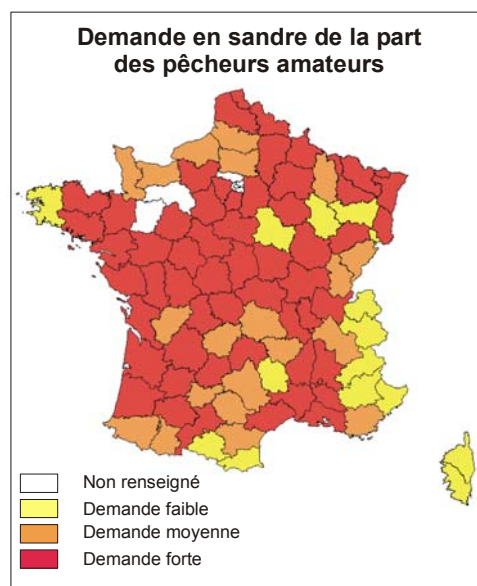 Demande en sandre de la part
des pêcheurs amateurs
Non renseigné
Demande faible
Demande moyenne
Demande forte